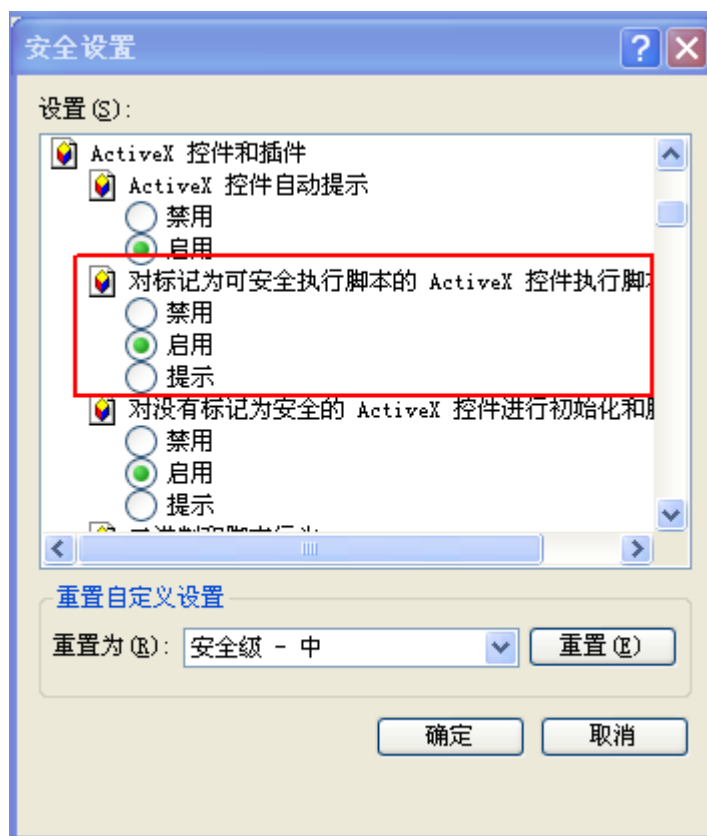 安全设置
设置(S):
ActiveX 控件和插件
ActiveX 控件自动提示
禁用
启用
对标记为可安全执行脚本的 ActiveX 控件执行脚
禁用
启用
提示
对没有标记为安全的 ActiveX 控件进行初始化和
禁用
启用
提示
重置自定义设置
重置为(R):
安全级 - 中
重置(E)
确定
取消